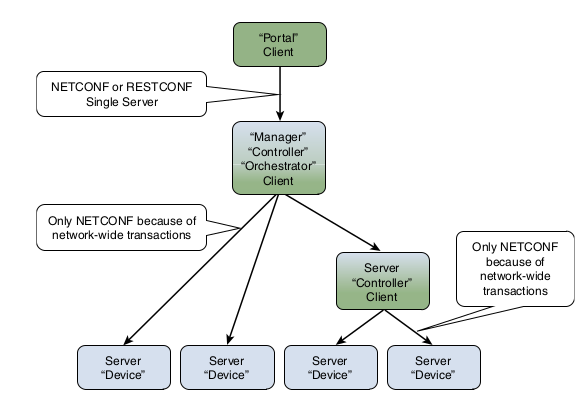 “Portal”
Client
NETCONF or RESTCONF
Single Server
“Manager”
“Controller”
“Orchestrator”
Client
Only NETCONF because of
network-wide transactions
Only NETCONF
because of
network-wide
transactions
Server
“Controller”
Client
Server
“Device”
Server
“Device”
Server
“Device”
Server
“Device”